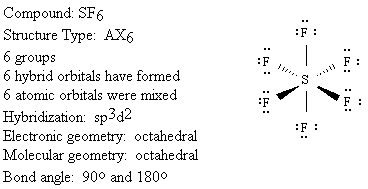 Compound: SF6
Structure Type: AX6
6 groups
6 hybrid orbitals have formed
6 atomic orbitals were mixed
Hybridization: sp3d2
Electronic geometry: octahedral
Molecular geometry: octahedral
Bond angle: 90º and 180º
F
F
F
S
F
F
F